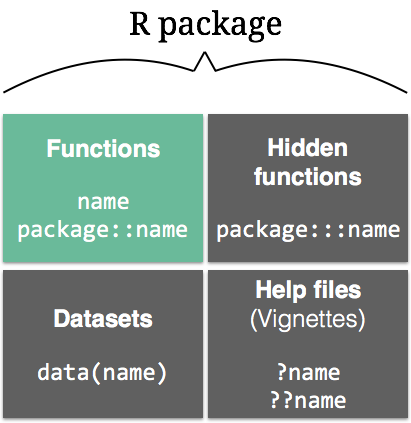 R package
Functions
name
package::name
Hidden
functions
package:::name
Datasets
data(name)
Help files
(Vignettes)
?name
??name